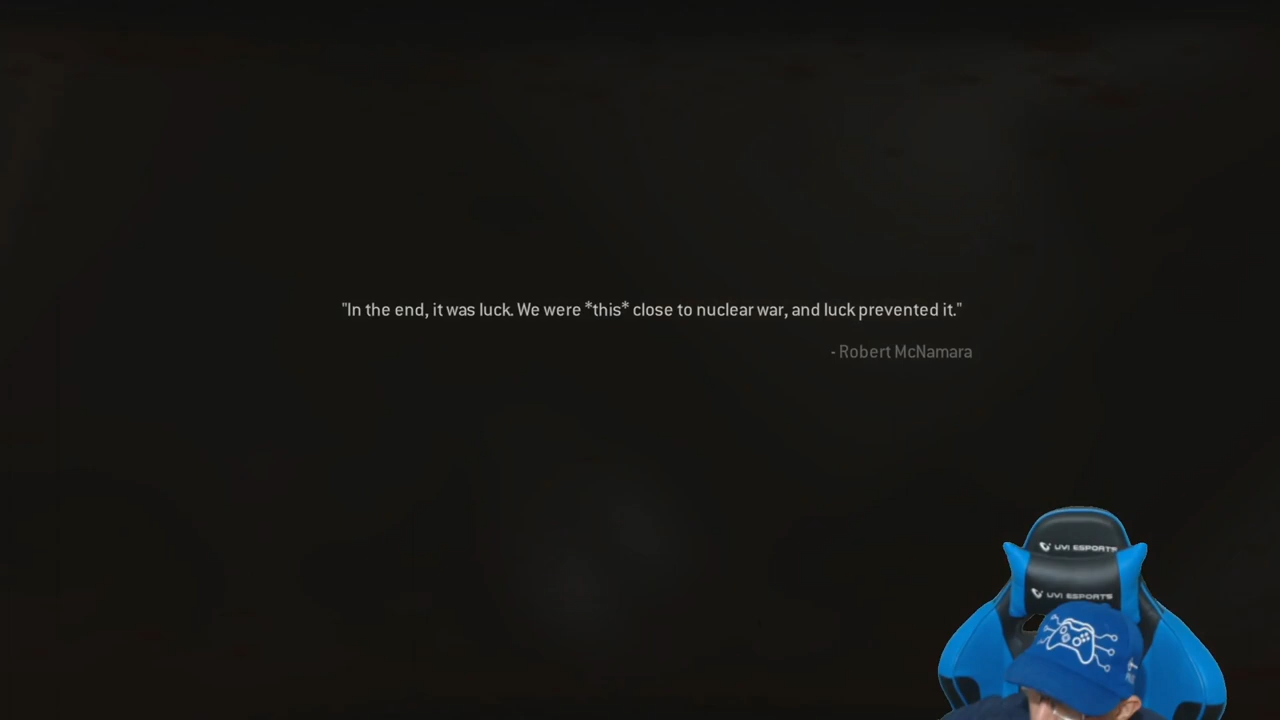 "In the end, it was luck. We were *this* close to nuclear war, and luck prevented it."
- Robert McNamara
UVI ESPORTS
UVI ESPORTS